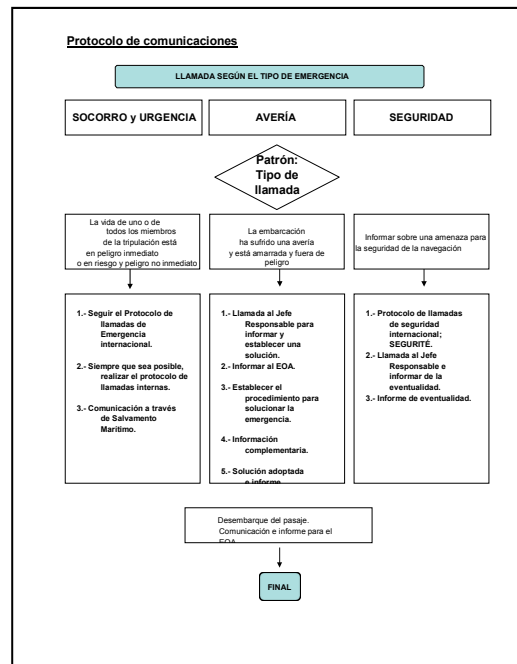 Protocolo de comunicaciones
LLAMADA SEGÚN EL TIPO DE EMERGENCIA
SOCORRO y URGENCIA
AVERÍA
SEGURIDAD
Patrón:
Tipo de
llamada
La vida de uno o de
todos los miembros
de la tripulación está
en peligro inmediato
o en riesgo y peligro no inmediato
La embarcación
ha sufrido una avería
y está amarrada y fuera de
peligro
Informar sobre una amenaza para
la seguridad de la navegación
1.- Seguir el Protocolo de
llamadas de
Emergencia
internacional.
2.- Siempre que sea posible,
realizar el protocolo de
llamadas internas.
3.- Comunicación a través
de Salvamento
Marítimo.
1.- Llamada al Jefe
Responsable para
informar y
establecer una
solución.
2.- Informar al EOA.
3.- Establecer el
procedimiento para
solucionar la
emergencia.
4.- Información
complementaria.
5.- Solución adoptada
e informe
1.- Protocolo de llamadas
de seguridad
internacional;
SEGURITÉ.
2.- Llamada al Jefe
Responsable e
informar de la
eventualidad.
3.- Informe de eventualidad.
Desembarque del pasaje.
Comunicación e informe para el
EOA
FINAL